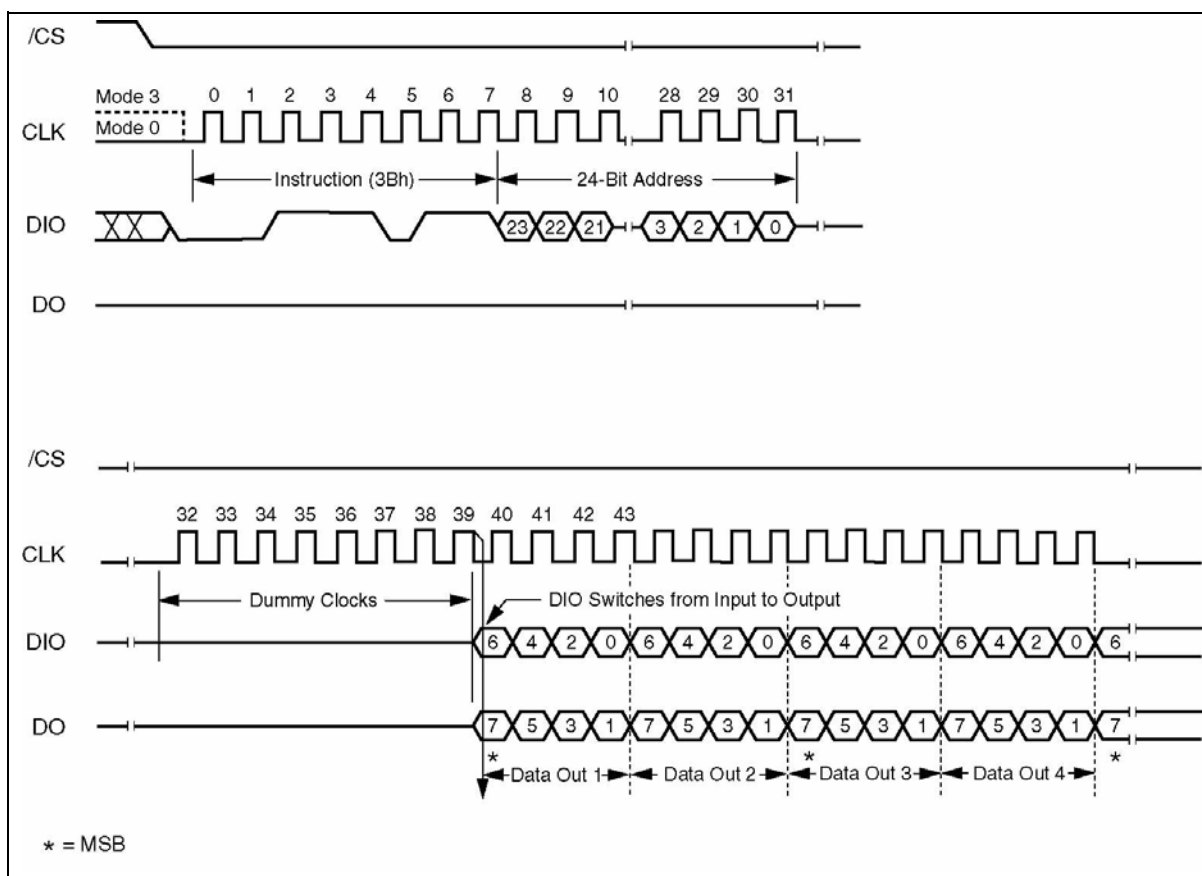 /CS
Mode 3 0 1 2 3 4 5 6 7 8 9 10 28 29 30 31
CLK Mode 0
Instruction (3Bh) 24-Bit Address
DIO 23 22 21 3 2 1 0
DO
/CS
32 33 34 35 36 37 38 39 40 41 42 43
CLK
Dummy Clocks DIO Switches from Input to Output
DIO 6 4 2 0 6 4 2 0 6 4 2 0 6 4 2 0 6
DO 7 5 3 1 7 5 3 1 7 5 3 1 7 5 3 1 7
* * *
Data Out 1 Data Out 2 Data Out 3 Data Out 4
* = MSB